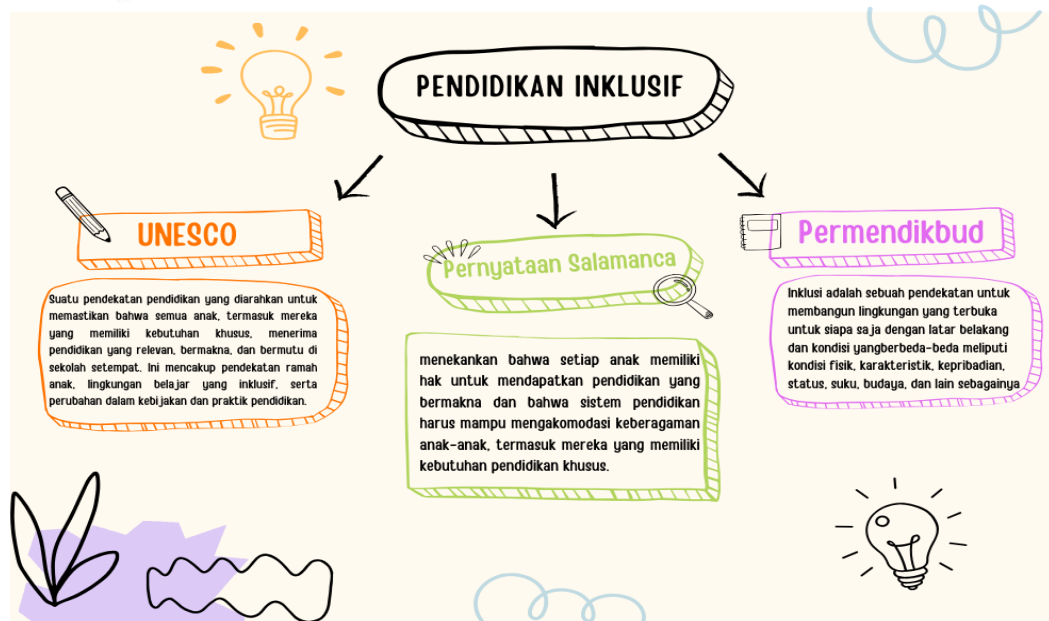 PENDIDIKAN INKLUSIF
UNESCO
Suatu pendekatan pendidikan yang diarahkan untuk
memastikan bahwa semua anak, termasuk mereka
yang memiliki kebutuhan khusus, menerima
pendidikan yang relevan, bermakna, dan bermutu di
sekolah setempat. Ini mencakup pendekatan ramah
anak, lingkungan belajar yang inklusif, serta
perubahan dalam kebijakan dan praktik pendidikan.
Pernyataan Salamanca
menekankan bahwa setiap anak memiliki
hak untuk mendapatkan pendidikan yang
bermakna dan bahwa sistem pendidikan
harus mampu mengakomodasi keberagaman
anak-anak, termasuk mereka yang memiliki
kebutuhan pendidikan khusus.
Permendikbud
Inklusi adalah sebuah pendekatan untuk
membangun lingkungan yang terbuka
untuk siapa saja dengan latar belakang
dan kondisi yangberbeda-beda meliputi
kondisi fisik, karakteristik, kepribadian,
status, suku, budaya, dan lain sebagainya